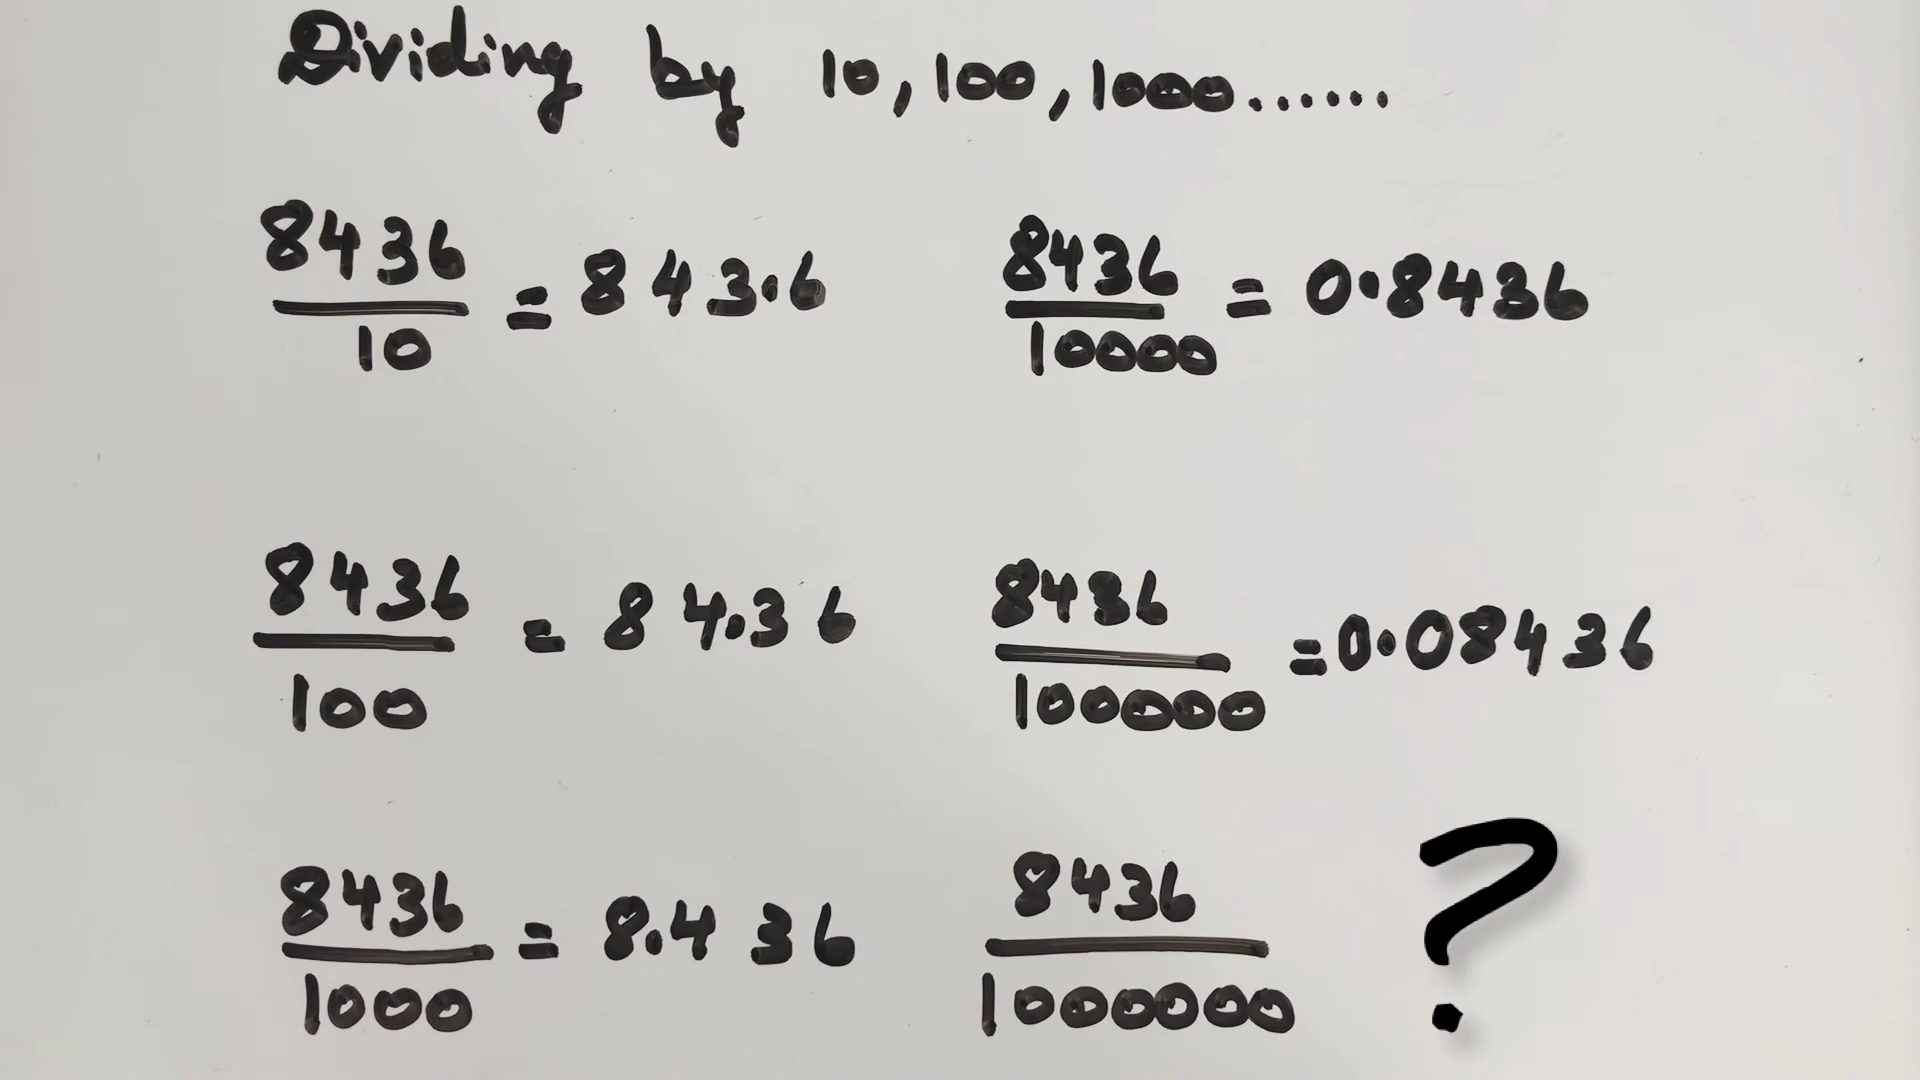 Dividing by 10, 100, 1000......
8436/10 = 843.6
8436/10000 = 0.8436
8436/100 = 84.36
8436/100000 = 0.08436
8436/1000 = 8.436
8436/1000000 ?